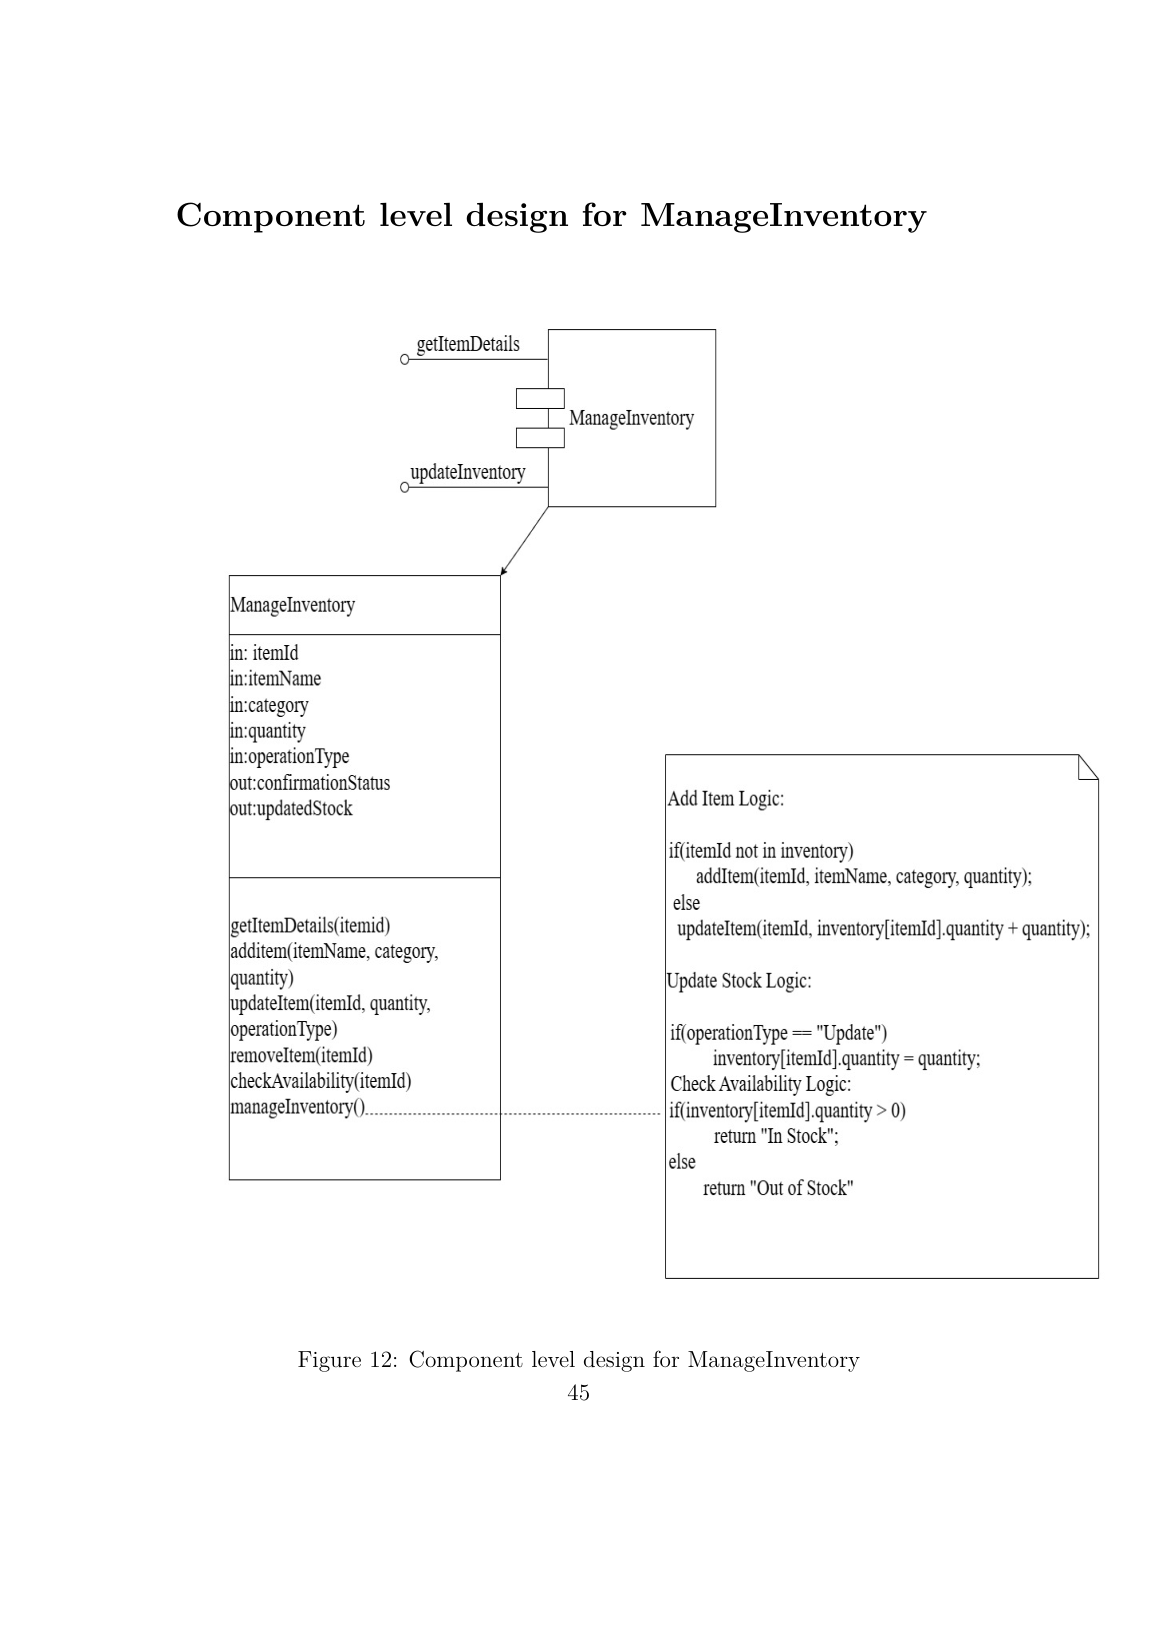 Component level design for ManageInventory
getItemDetails
ManageInventory
updateInventory
ManageInventory
in: itemId
in:itemName
in:category
in:quantity
in:operationType
out:confirmationStatus
out:updatedStock
getItemDetails(itemid)
additem(itemName, category,
quantity)
updateItem(itemId, quantity,
operationType)
removeItem(itemId)
checkAvailability(itemId)
manageInventory()
Add Item Logic:
if(itemId not in inventory)
addItem(itemId, itemName, category, quantity);
else
updateItem(itemId, inventory[itemId].quantity + quantity);
Update Stock Logic:
if(operationType == "Update")
inventory[itemId].quantity = quantity;
Check Availability Logic:
if(inventory[itemId].quantity > 0)
return "In Stock";
else
return "Out of Stock"
Figure 12: Component level design for ManageInventory
45